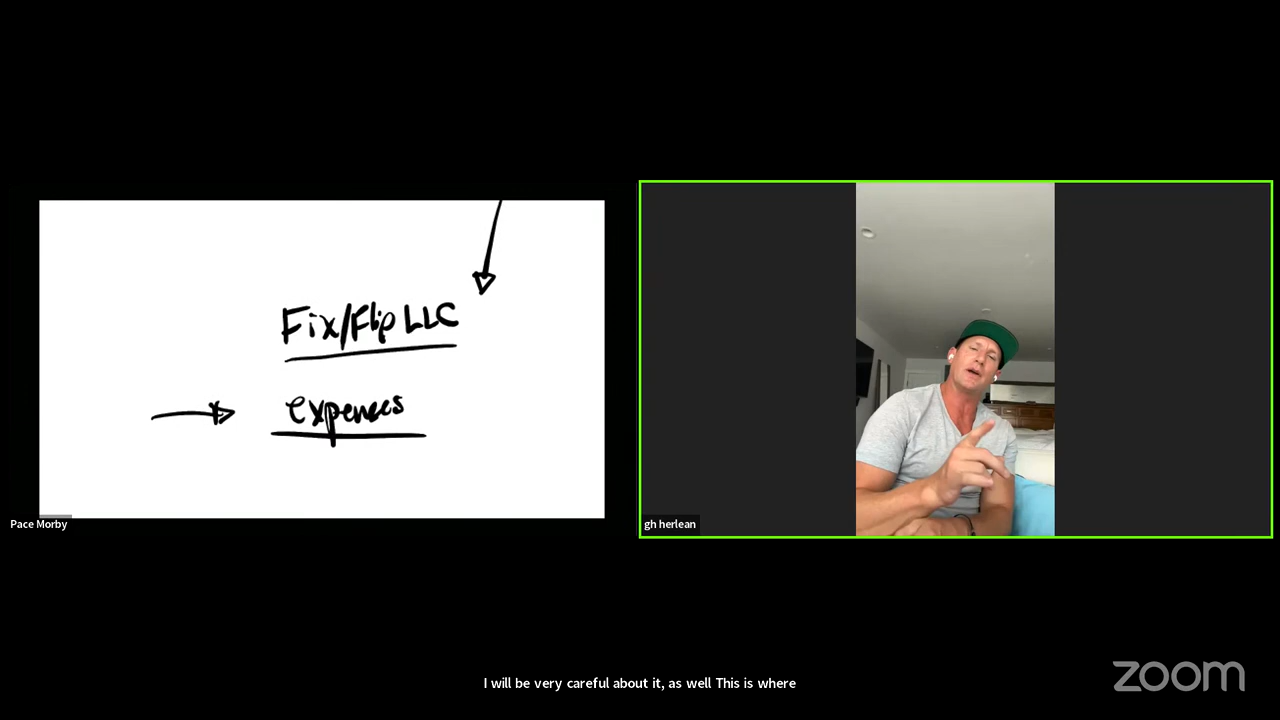 Fix/Flip LLC
expenses
Pace Morby
gh herlean
I will be very careful about it, as well This is where
zoom